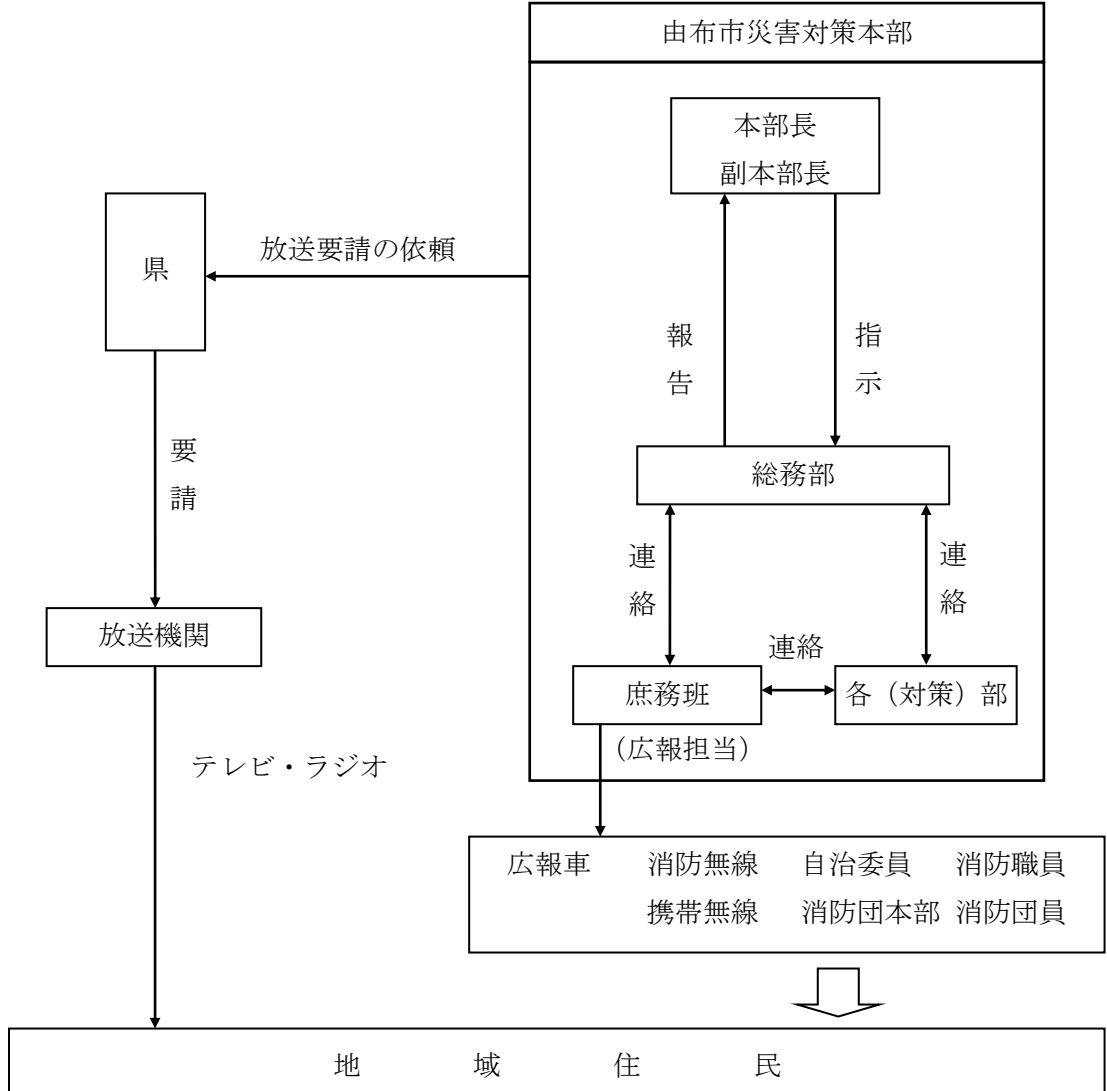 由布市災害対策本部
本部長
副本部長
県
放送要請の依頼
報告
指示
要請
総務部
連絡
連絡
放送機関
連絡
庶務班
各（対策）部
（広報担当）
テレビ・ラジオ
広報車 消防無線 自治委員 消防職員
携帯無線 消防団本部 消防団員
地 域 住 民